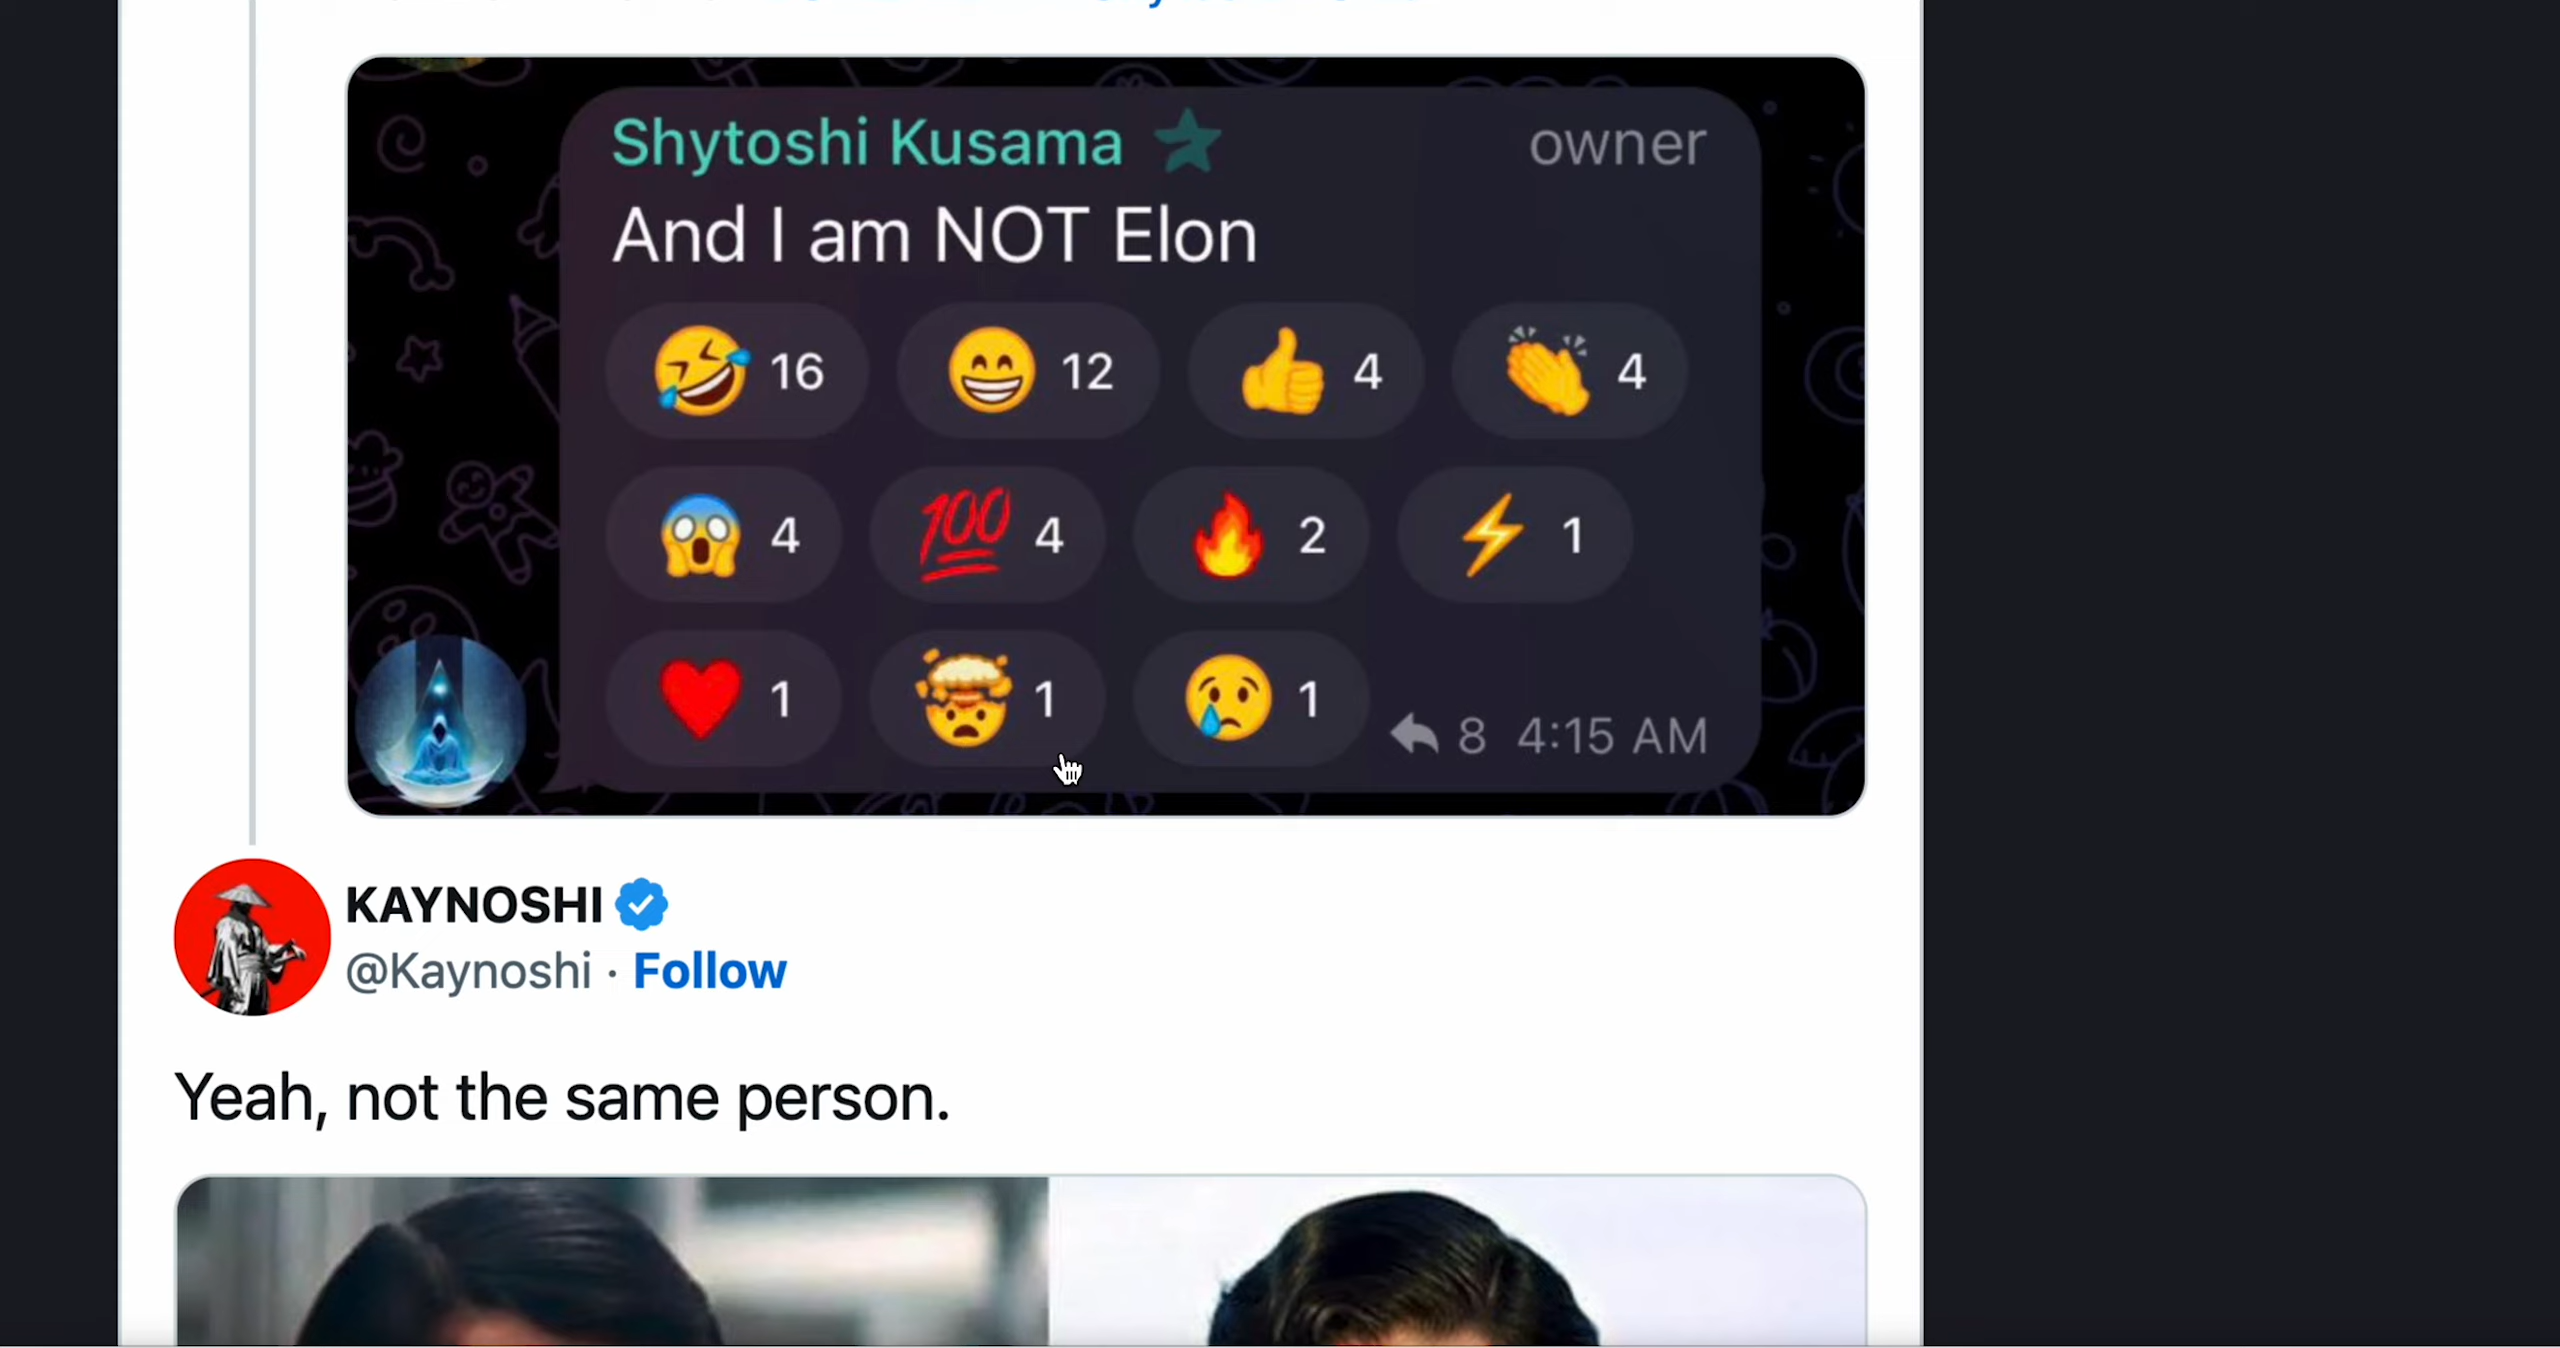 Shytoshi Kusama owner
And I am NOT Elon
16 12 4 4
4 100 4 2 1
1 1 1 8 4:15 AM
KAYNOSHI
@Kaynoshi · Follow
Yeah, not the same person.